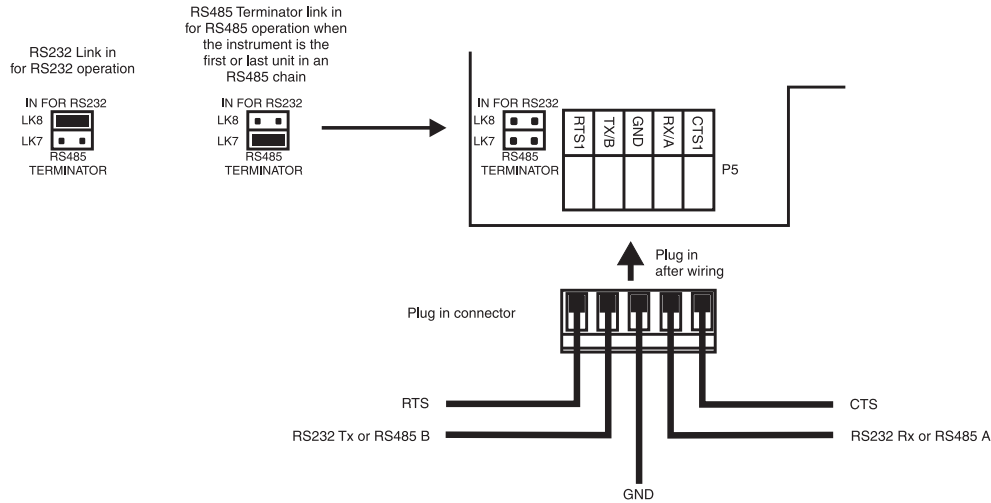 RS232 Link in
for RS232 operation
IN FOR RS232
LK8
LK7
RS485
TERMINATOR
RS485 Terminator link in
for RS485 operation when
the instrument is the
first or last unit in an
RS485 chain
IN FOR RS232
LK8
LK7
RS485
TERMINATOR
IN FOR RS232
LK8
LK7
RS485
TERMINATOR
RTS1
TX/B
GND
RX/A
CTS1
P5
Plug in
after wiring
Plug in connector
RTS
CTS
RS232 Tx or RS485 B
RS232 Rx or RS485 A
GND